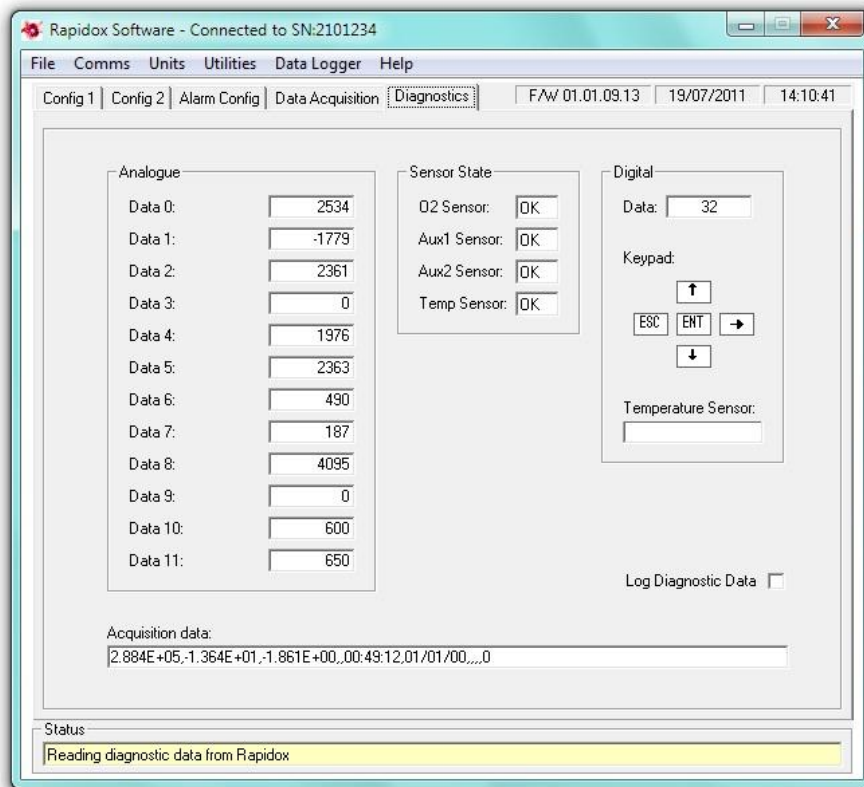 Rapidox Software - Connected to SN:2101234
File Comms Units Utilities Data Logger Help
Config 1 Config 2 Alarm Config Data Acquisition Diagnostics F/W 01.01.09.13 19/07/2011 14:10:41
Analogue
Data 0: 2534
Data 1: -1779
Data 2: 2361
Data 3: 0
Data 4: 1976
Data 5: 2363
Data 6: 490
Data 7: 187
Data 8: 4095
Data 9: 0
Data 10: 600
Data 11: 650
Sensor State
O2 Sensor: OK
Aux1 Sensor: OK
Aux2 Sensor: OK
Temp Sensor: OK
Digital
Data: 32
Keypad:
↑
ESC ENT →
↓
Temperature Sensor:
Log Diagnostic Data
Acquisition data:
2.884E+05,-1.364E+01,-1.861E+00,,00:49:12,01/01/00,,,,0
Status
Reading diagnostic data from Rapidox